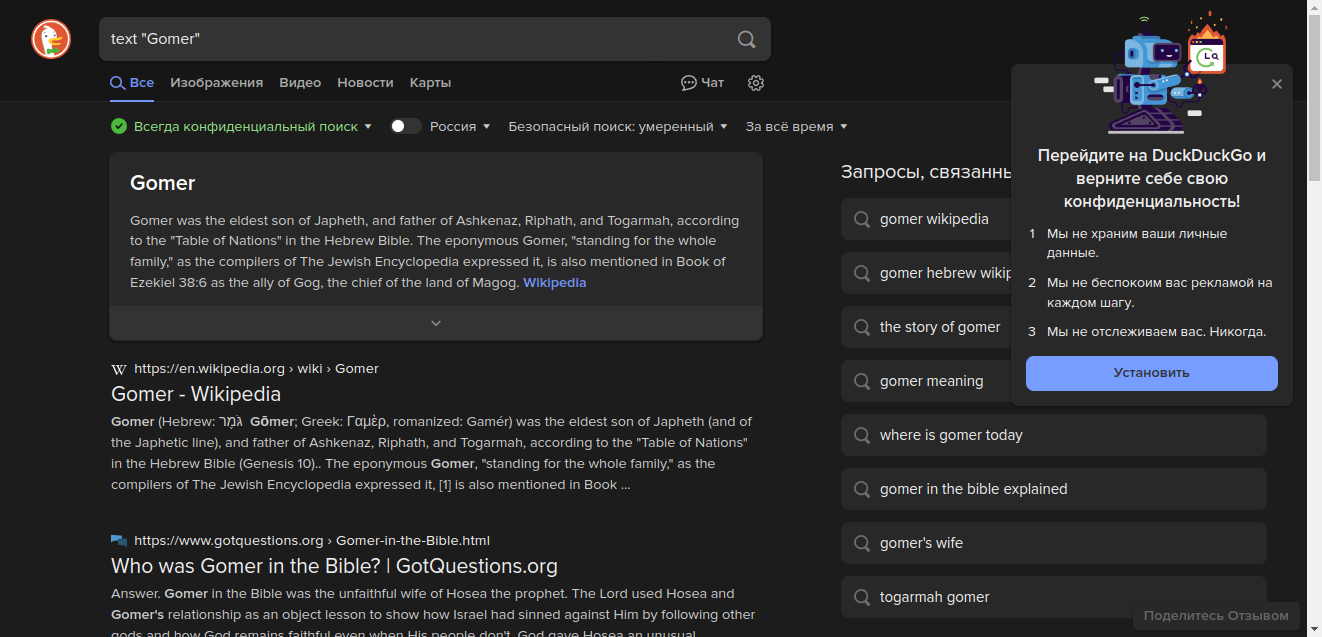 text "Gomer"
Все Изображения Видео Новости Карты Чат
Всегда конфиденциальный поиск Россия Безопасный поиск: умеренный За всё время
Gomer
Gomer was the eldest son of Japheth, and father of Ashkenaz, Riphath, and Togarmah, according
to the "Table of Nations" in the Hebrew Bible. The eponymous Gomer, "standing for the whole
family," as the compilers of The Jewish Encyclopedia expressed it, is also mentioned in Book of
Ezekiel 38:6 as the ally of Gog, the chief of the land of Magog. Wikipedia
https://en.wikipedia.org › wiki › Gomer
Gomer - Wikipedia
Gomer (Hebrew: גֹּמֶר Gōmer; Greek: Γαμὲρ, romanized: Gamér) was the eldest son of Japheth (and of
the Japhetic line), and father of Ashkenaz, Riphath, and Togarmah, according to the "Table of Nations"
in the Hebrew Bible (Genesis 10).. The eponymous Gomer, "standing for the whole family," as the
compilers of The Jewish Encyclopedia expressed it, [1] is also mentioned in Book ...
https://www.gotquestions.org › Gomer-in-the-Bible.html
Who was Gomer in the Bible? | GotQuestions.org
Answer. Gomer in the Bible was the unfaithful wife of Hosea the prophet. The Lord used Hosea and
Gomer's relationship as an object lesson to show how Israel had sinned against Him by following other
gods and how God remains faithful even when His people don't. God gave Hosea an unusual
Запросы, связанны
gomer wikipedia
gomer hebrew wikip
the story of gomer
gomer meaning
where is gomer today
gomer in the bible explained
gomer's wife
togarmah gomer
Перейдите на DuckDuckGo и
верните себе свою
конфиденциальность!
1 Мы не храним ваши личные
данные.
2 Мы не беспокоим вас рекламой на
каждом шагу.
3 Мы не отслеживаем вас. Никогда.
Установить
Поделитесь Отзывом